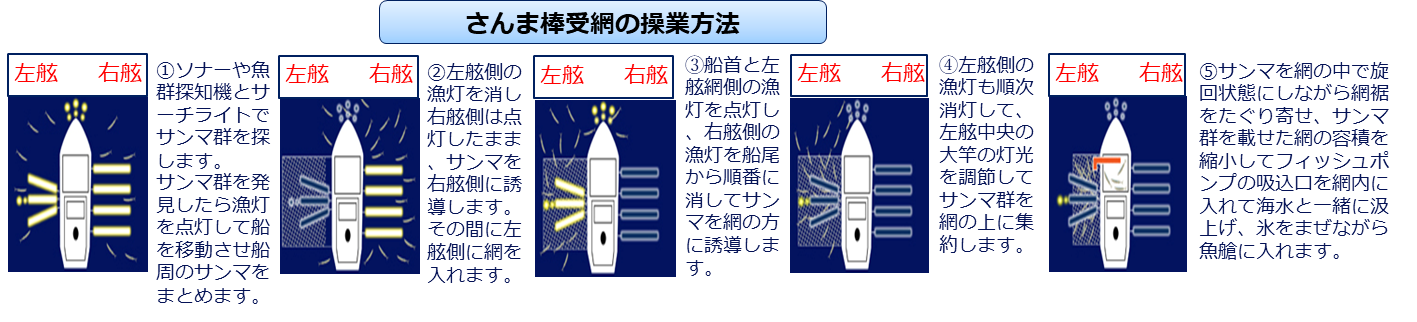 さんま棒受網の操業方法
左舷 右舷
①ソナーや魚
群探知機とサ
ーチライトで
サンマ群を探
します。
サンマ群を発
見したら漁灯
を点灯して船
を移動させ船
周のサンマを
まとめます。
左舷 右舷
②左舷側の
漁灯を消し
右舷側は点
灯したまま
、サンマを
右舷側に誘
導します。
その間に左
舷側に網を
入れます。
左舷 右舷
③船首と左
舷網側の漁
灯を点灯し
、右舷側の
漁灯を船尾
から順番に
消してサン
マを網の方
に誘導しま
す。
左舷 右舷
④左舷側の
漁灯も順次
消灯して、
左舷中央の
大竿の灯光
を調節して
サンマ群を
網の上に集
約します。
左舷 右舷
⑤サンマを網の中で旋
回状態にしながら網裾
をたぐり寄せ、サンマ
群を載せた網の容積を
縮小してフィッシュポ
ンプの吸込口を網内に
入れて海水と一緒に汲
上げ、氷をまぜながら
魚艙に入れます。